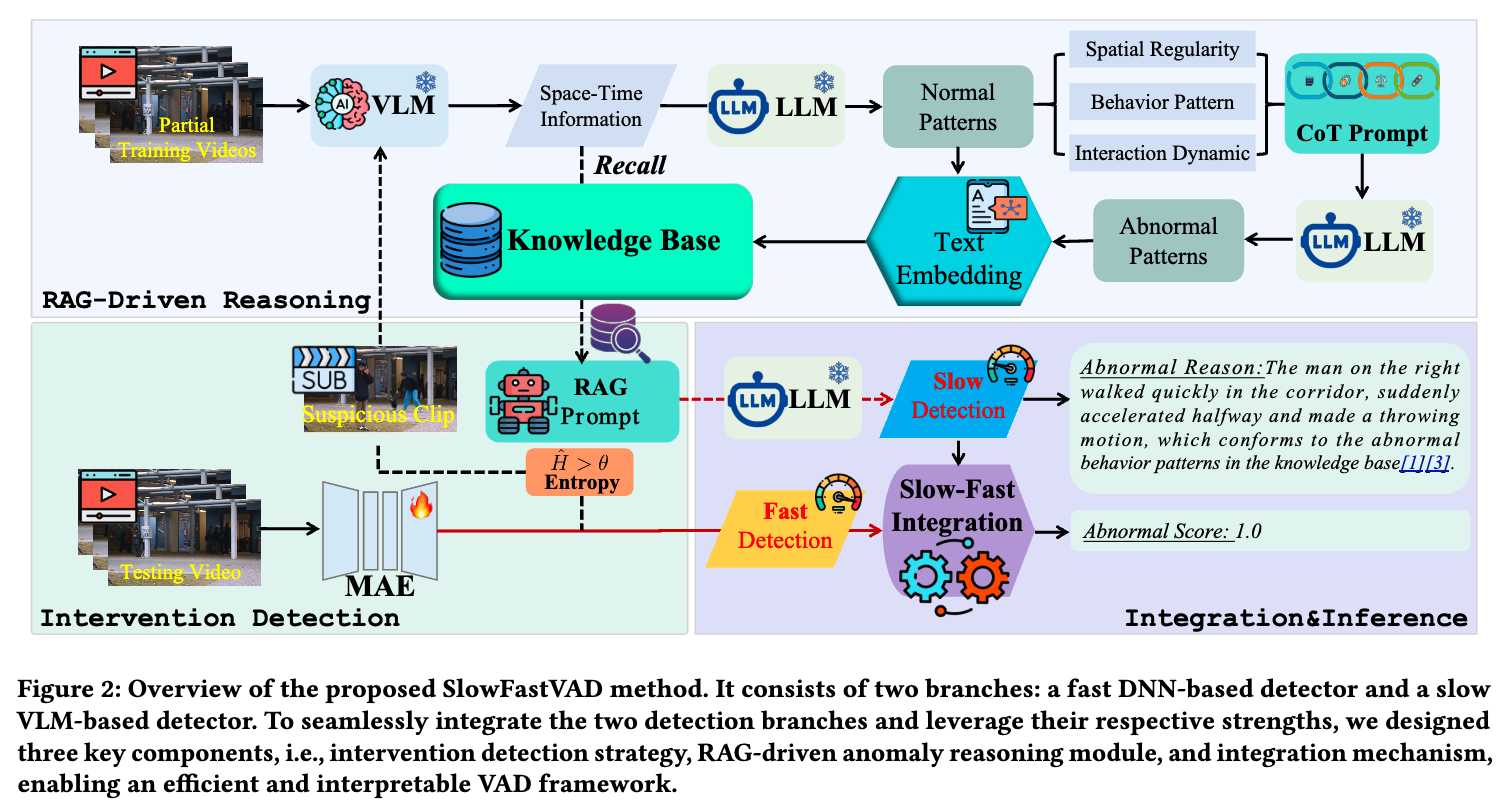 Partial
Training Videos
AI
VLM
Space-Time
Information
LLM
LLM
Normal
Patterns
Spatial Regularity
Behavior Pattern
Interaction Dynamic
CoT Prompt
Recall
Knowledge Base
A
Text
Embedding
Abnormal
Patterns
LLM
LLM
RAG-Driven Reasoning
SUB
Suspicious Clip
RAG
Prompt
Ĥ > θ
Entropy
Testing Video
MAE
Intervention Detection
LLM
LLM
Slow
Detection
Fast
Detection
Slow-Fast
Integration
Abnormal Reason:The man on the right
walked quickly in the corridor, suddenly
accelerated halfway and made a throwing
motion, which conforms to the abnormal
behavior patterns in the knowledge base[1][3].
Abnormal Score: 1.0
Integration&Inference
Figure 2: Overview of the proposed SlowFastVAD method. It consists of two branches: a fast DNN-based detector and a slow
VLM-based detector. To seamlessly integrate the two detection branches and leverage their respective strengths, we designed
three key components, i.e., intervention detection strategy, RAG-driven anomaly reasoning module, and integration mechanism,
enabling an efficient and interpretable VAD framework.